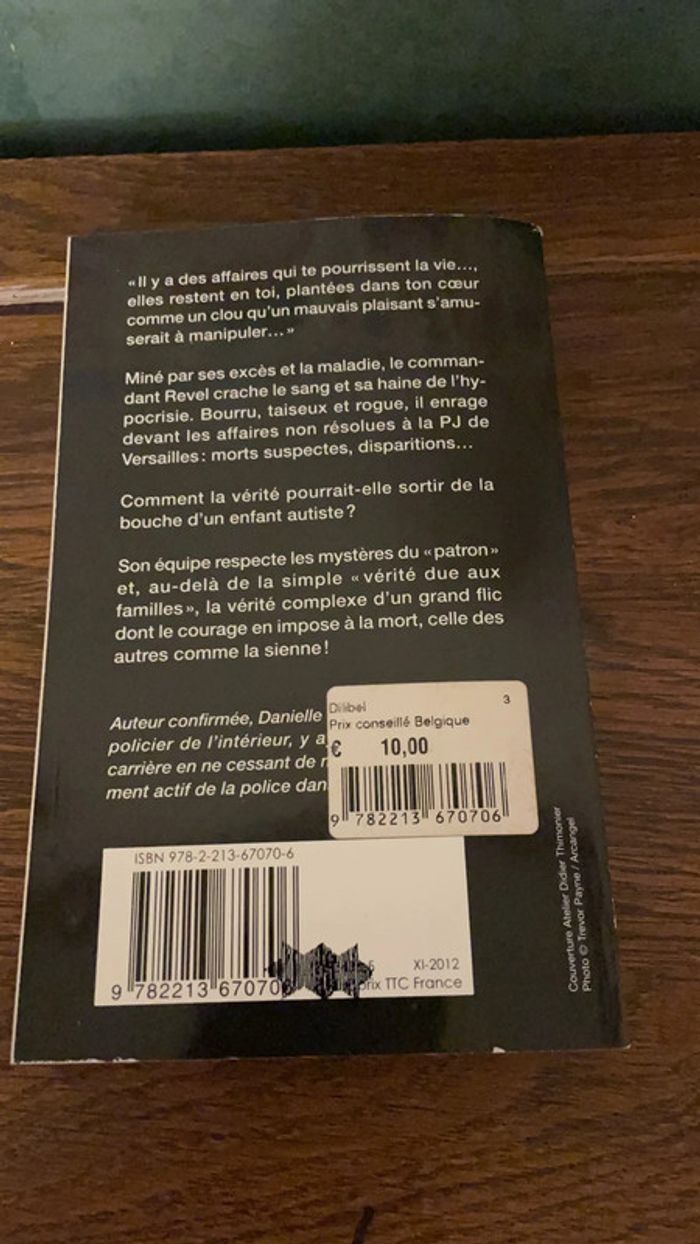 «Il y a des affaires qui te pourrissent la vie...,
elles restent en toi, plantées dans ton cœur
comme un clou qu'un mauvais plaisant s'amu-
serait à manipuler...»
Miné par ses excès et la maladie, le comman-
dant Revel crache le sang et sa haine de l'hy-
pocrisie. Bourru, taiseux et rogue, il enrage
devant les affaires non résolues à la PJ de
Versailles : morts suspectes, disparitions...
Comment la vérité pourrait-elle sortir de la
bouche d'un enfant autiste ?
Son équipe respecte les mystères du «patron»
et, au-delà de la simple «vérité due aux
familles», la vérité complexe d'un grand flic
dont le courage en impose à la mort, celle des
autres comme la sienne !
Auteur confirmée, Danielle
policier de l'intérieur, y a
carrière en ne cessant de
ment actif de la police dan
Dilibel 3
Prix conseillé Belgique
€ 10,00
9 782213 670706
ISBN 978-2-213-67070-6
5 XI-2012
prix TTC France
9 782213 67070
Couverture Atelier Didier Thimonier
Photo © Trevor Payne / Arcangel